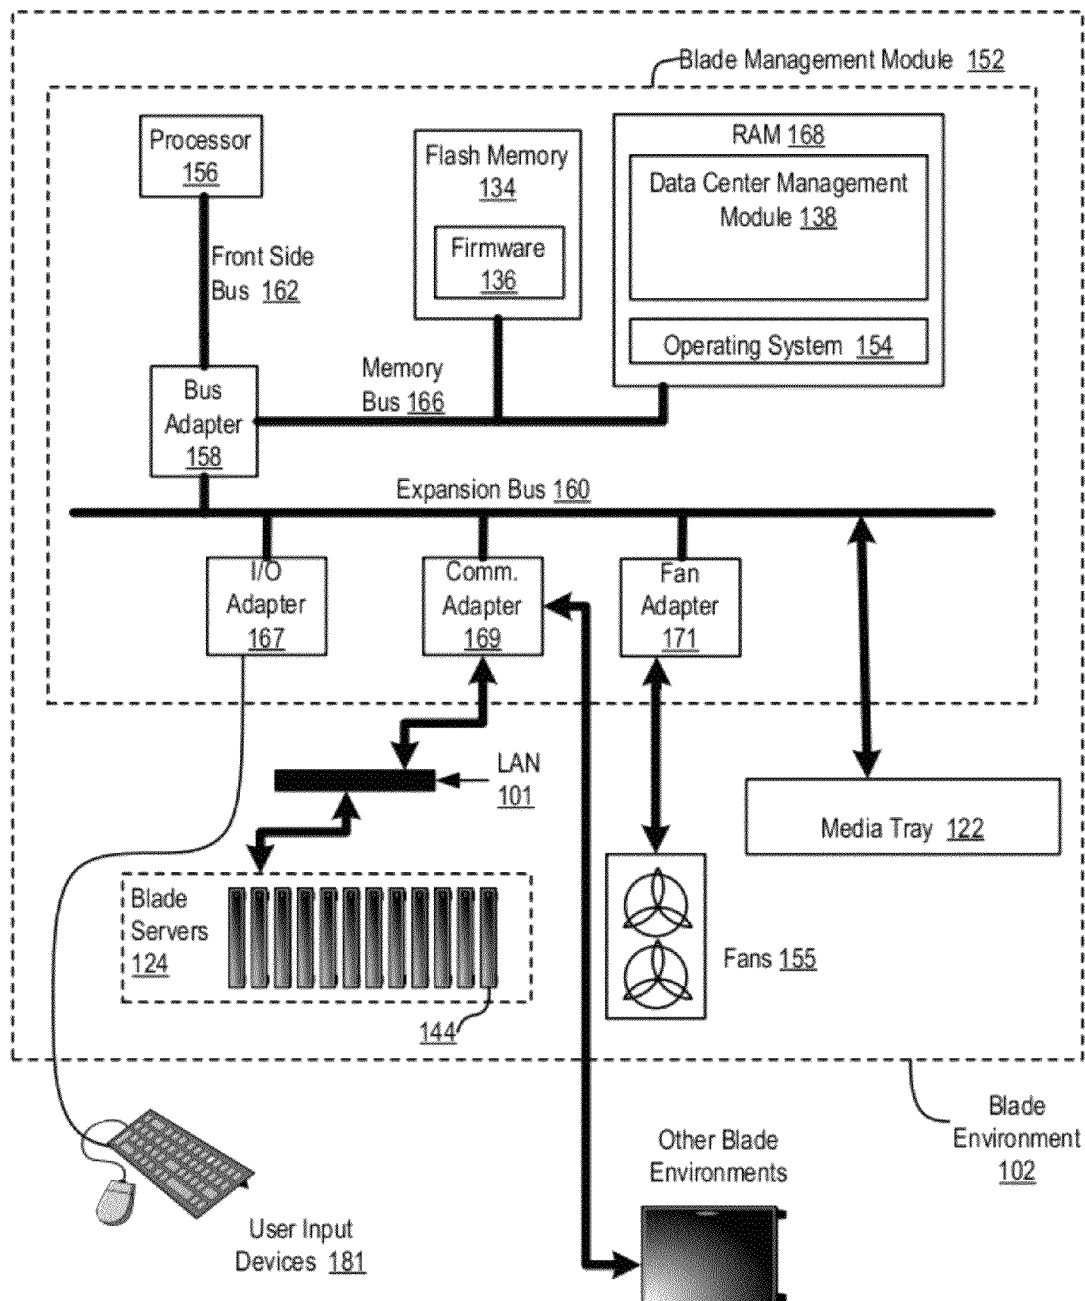 Blade Management Module 152
Processor
156
Flash Memory
134
Firmware
136
RAM 168
Data Center Management
Module 138
Operating System 154
Front Side
Bus 162
Memory
Bus 166
Bus
Adapter
158
Expansion Bus 160
I/O
Adapter
167
Comm.
Adapter
169
Fan
Adapter
171
LAN
101
Media Tray 122
Blade
Servers
124
144
Fans 155
Blade
Environment
102
Other Blade
Environments
User Input
Devices 181